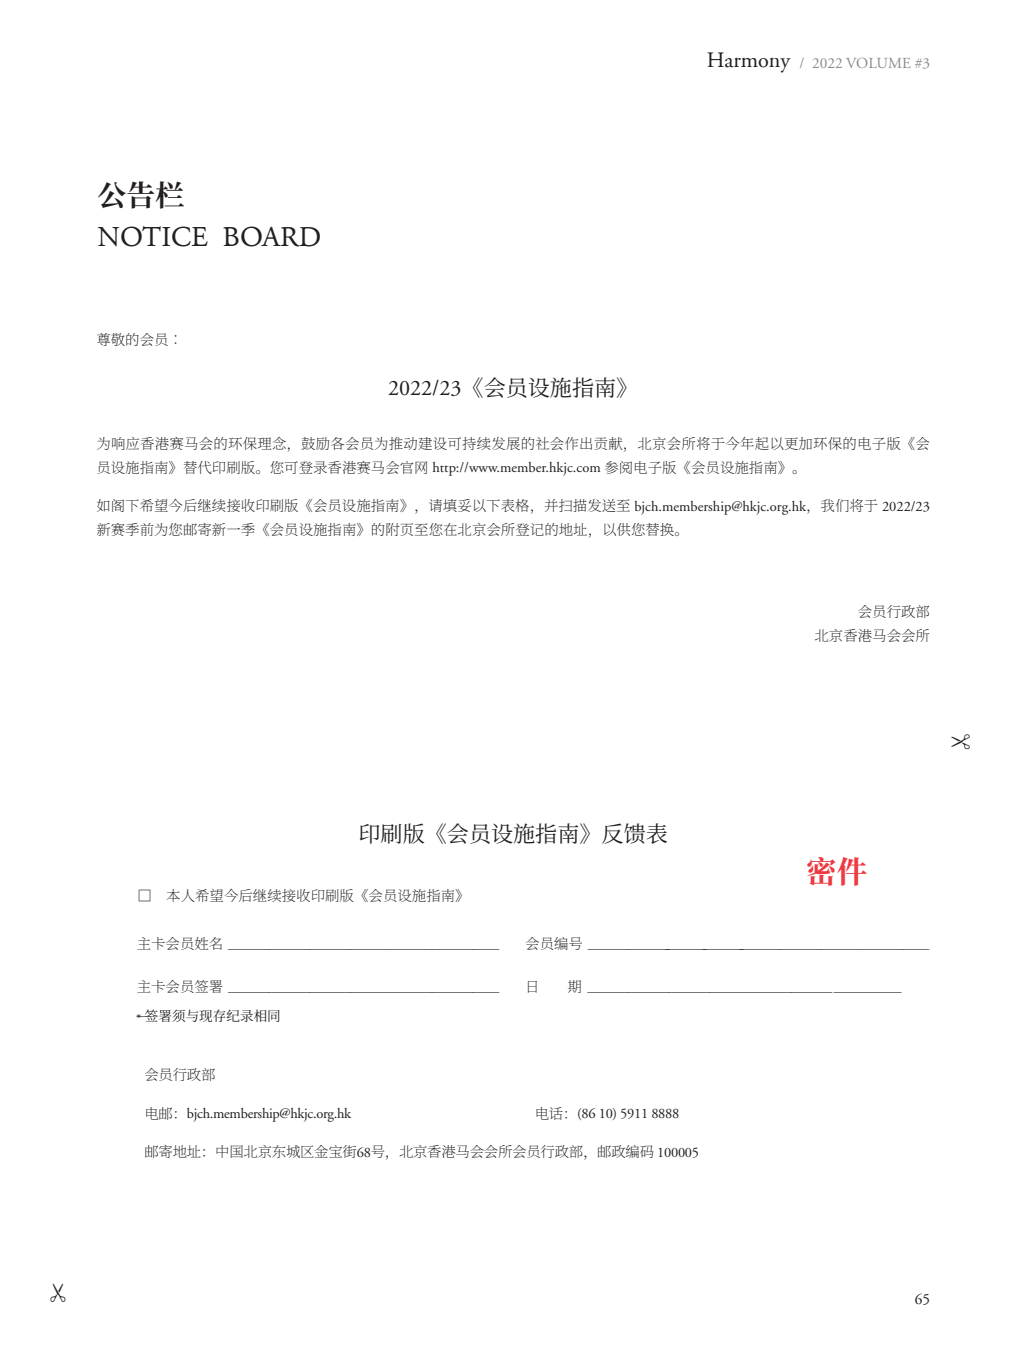 Harmony / 2022 VOLUME #3
公告栏
NOTICE BOARD
尊敬的会员：
2022/23《会员设施指南》
为响应香港赛马会的环保理念，鼓励各会员为推动建设可持续发展的社会作出贡献，北京会所将于今年起以更加环保的电子版《会
员设施指南》替代印刷版。您可登录香港赛马会官网 http://www.member.hkjc.com 参阅电子版《会员设施指南》。
如阁下希望今后继续接收印刷版《会员设施指南》，请填妥以下表格，并扫描发送至 bjch.membership@hkjc.org.hk，我们将于 2022/23
新赛季前为您邮寄新一季《会员设施指南》的附页至您在北京会所登记的地址，以供您替换。
会员行政部
北京香港马会会所
印刷版《会员设施指南》反馈表
密件
□ 本人希望今后继续接收印刷版《会员设施指南》
主卡会员姓名 会员编号
主卡会员签署 日 期
*签署须与现存纪录相同
会员行政部
电邮：bjch.membership@hkjc.org.hk 电话：(86 10) 5911 8888
邮寄地址：中国北京东城区金宝街68号，北京香港马会会所会员行政部，邮政编码 100005
65